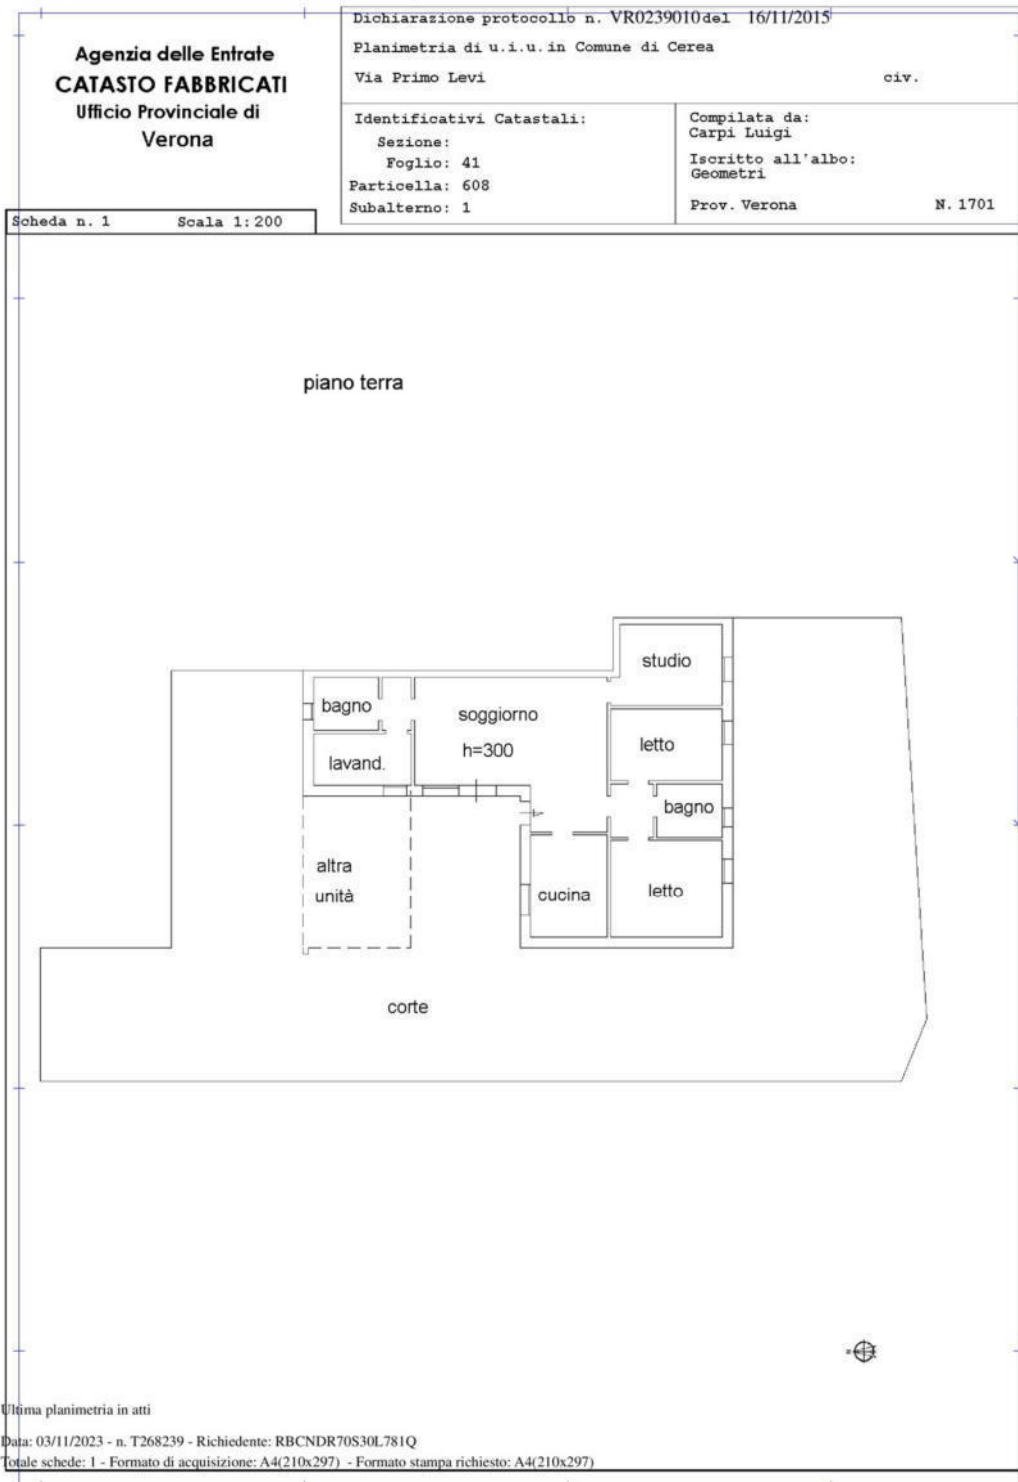 Agenzia delle Entrate
CATASTO FABBRICATI
Ufficio Provinciale di
Verona
Dichiarazione protocollo n. VR0239010 del 16/11/2015
Planimetria di u.i.u. in Comune di Cerea
Via Primo Levi civ.
Identificativi Catastali:
Sezione:
Foglio: 41
Particella: 608
Subalterno: 1
Compilata da:
Carpi Luigi
Iscritto all'albo:
Geometri
Prov. Verona N. 1701
Scheda n. 1 Scala 1:200
piano terra
studio
bagno
soggiorno
h=300
letto
lavand.
bagno
altra
unità
cucina
letto
corte
Ultima planimetria in atti
Data: 03/11/2023 - n. T268239 - Richiedente: RBCNDR70S30L781Q
Totale schede: 1 - Formato di acquisizione: A4(210x297) - Formato stampa richiesto: A4(210x297)